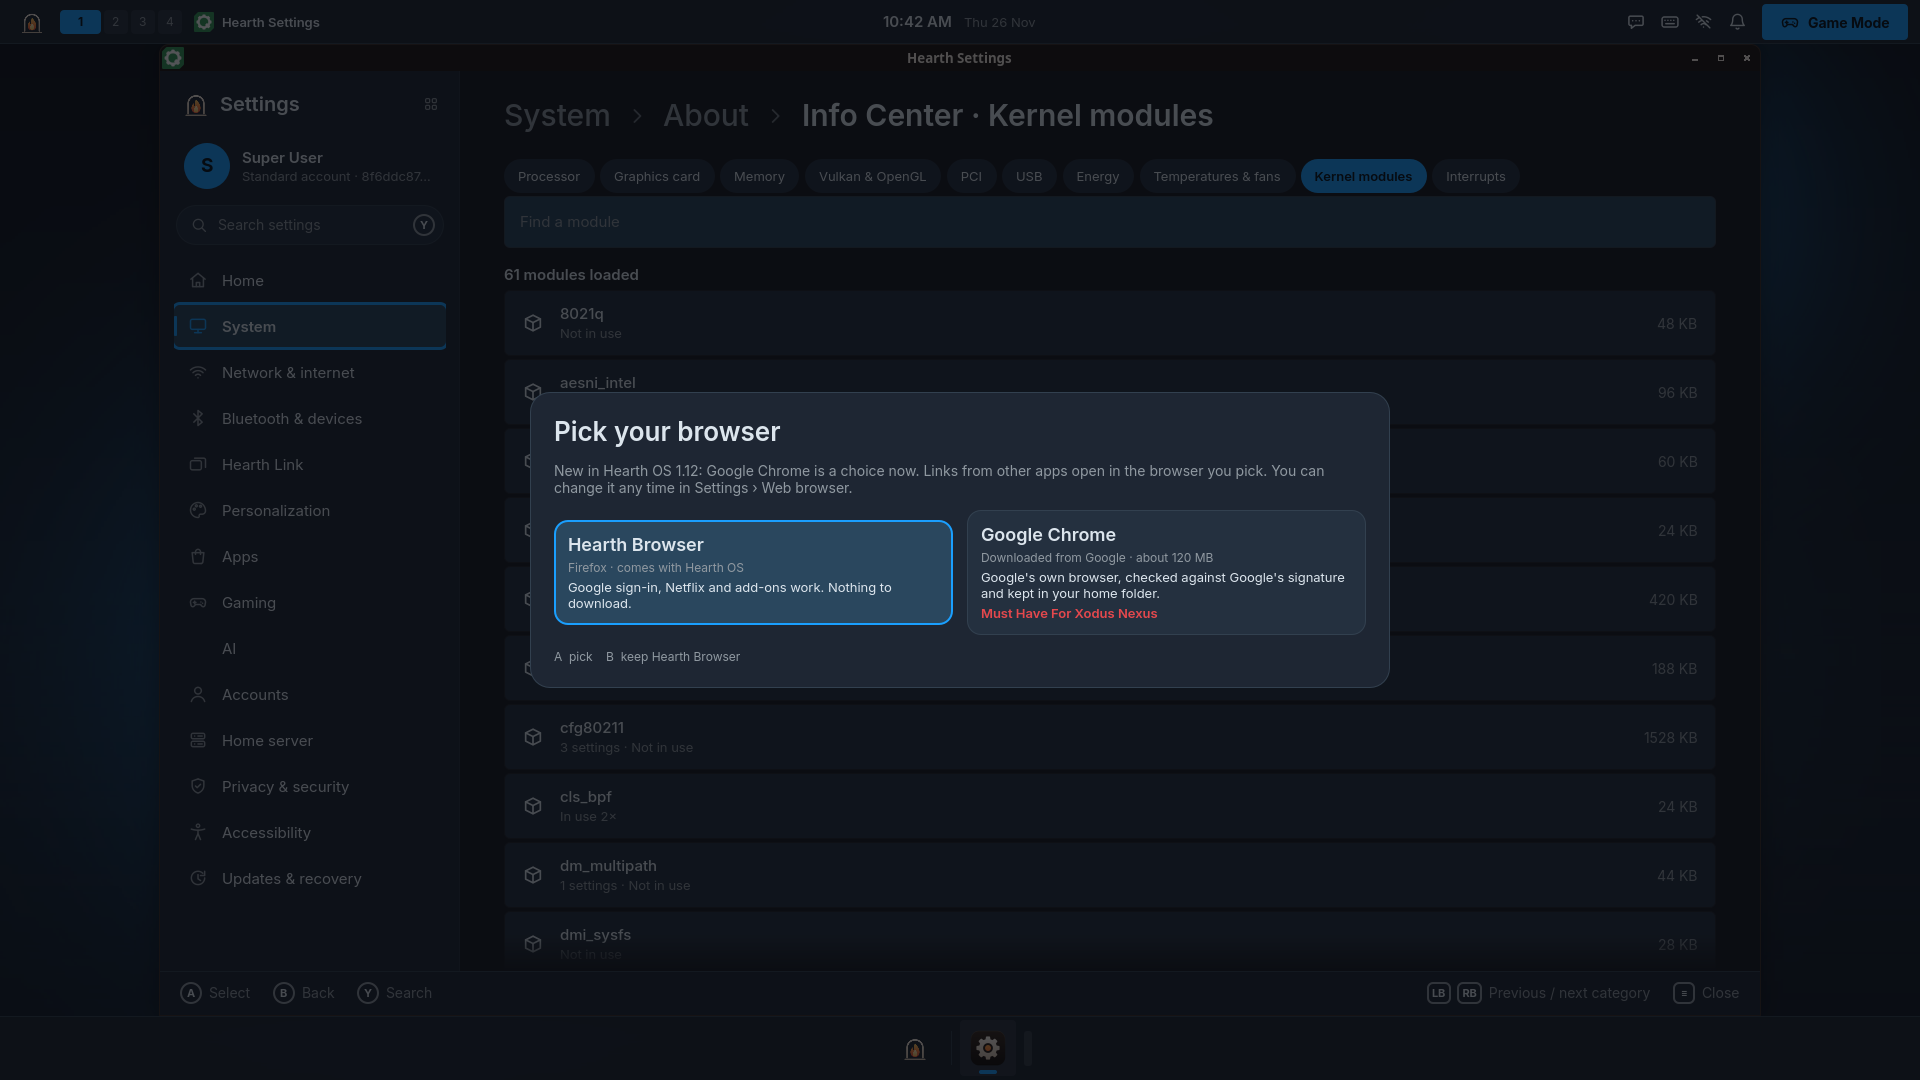 1 2 3 4 Hearth Settings 10:42 AM Thu 26 Nov Game Mode
Hearth Settings
Settings
S
Super User
Standard account · 8f6ddc87...
Search settings Y
Home
System
Network & internet
Bluetooth & devices
Hearth Link
Personalization
Apps
Gaming
AI
Accounts
Home server
Privacy & security
Accessibility
Updates & recovery
System › About › Info Center · Kernel modules
Processor Graphics card Memory Vulkan & OpenGL PCI USB Energy Temperatures & fans Kernel modules Interrupts
Find a module
61 modules loaded
8021q
Not in use
48 KB
aesni_intel
96 KB
60 KB
24 KB
420 KB
188 KB
Pick your browser
New in Hearth OS 1.12: Google Chrome is a choice now. Links from other apps open in the browser you pick. You can
change it any time in Settings › Web browser.
Hearth Browser
Firefox · comes with Hearth OS
Google sign-in, Netflix and add-ons work. Nothing to
download.
Google Chrome
Downloaded from Google · about 120 MB
Google's own browser, checked against Google's signature
and kept in your home folder.
Must Have For Xodus Nexus
A pick B keep Hearth Browser
cfg80211
3 settings · Not in use
1528 KB
cls_bpf
In use 2×
24 KB
dm_multipath
1 settings · Not in use
44 KB
dmi_sysfs
Not in use
28 KB
A Select B Back Y Search
LB RB Previous / next category ≡ Close